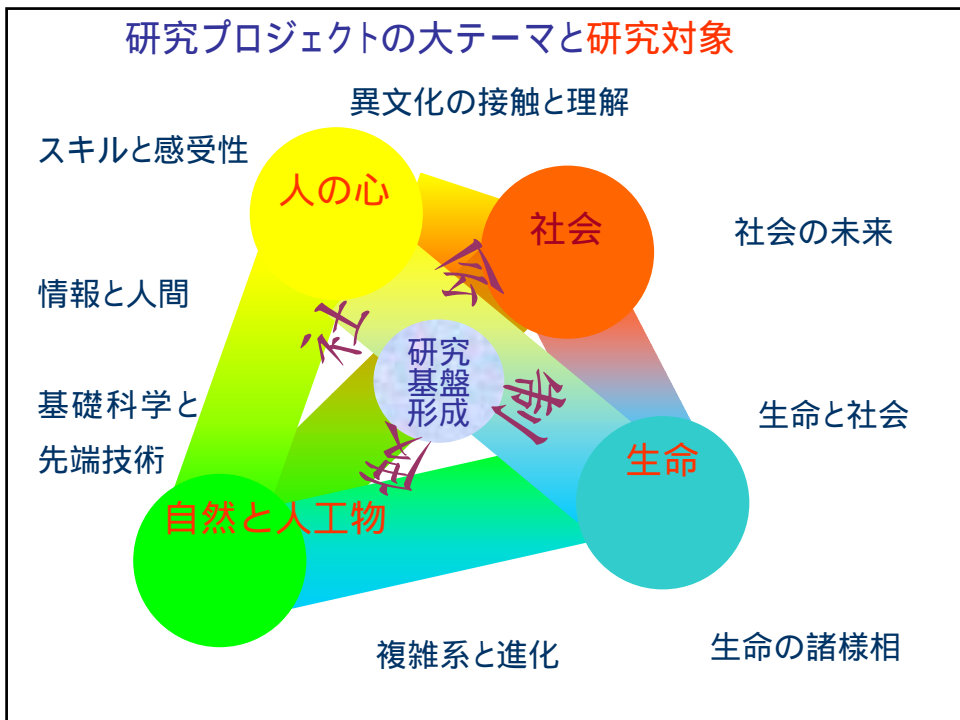 研究プロジェクトの大テーマと研究対象
異文化の接触と理解
スキルと感受性
人の心
社会
社会の未来
情報と人間
社
会
制
度
研究
基盤
形成
基礎科学と
先端技術
生命と社会
生命
自然と人工物
複雑系と進化
生命の諸様相